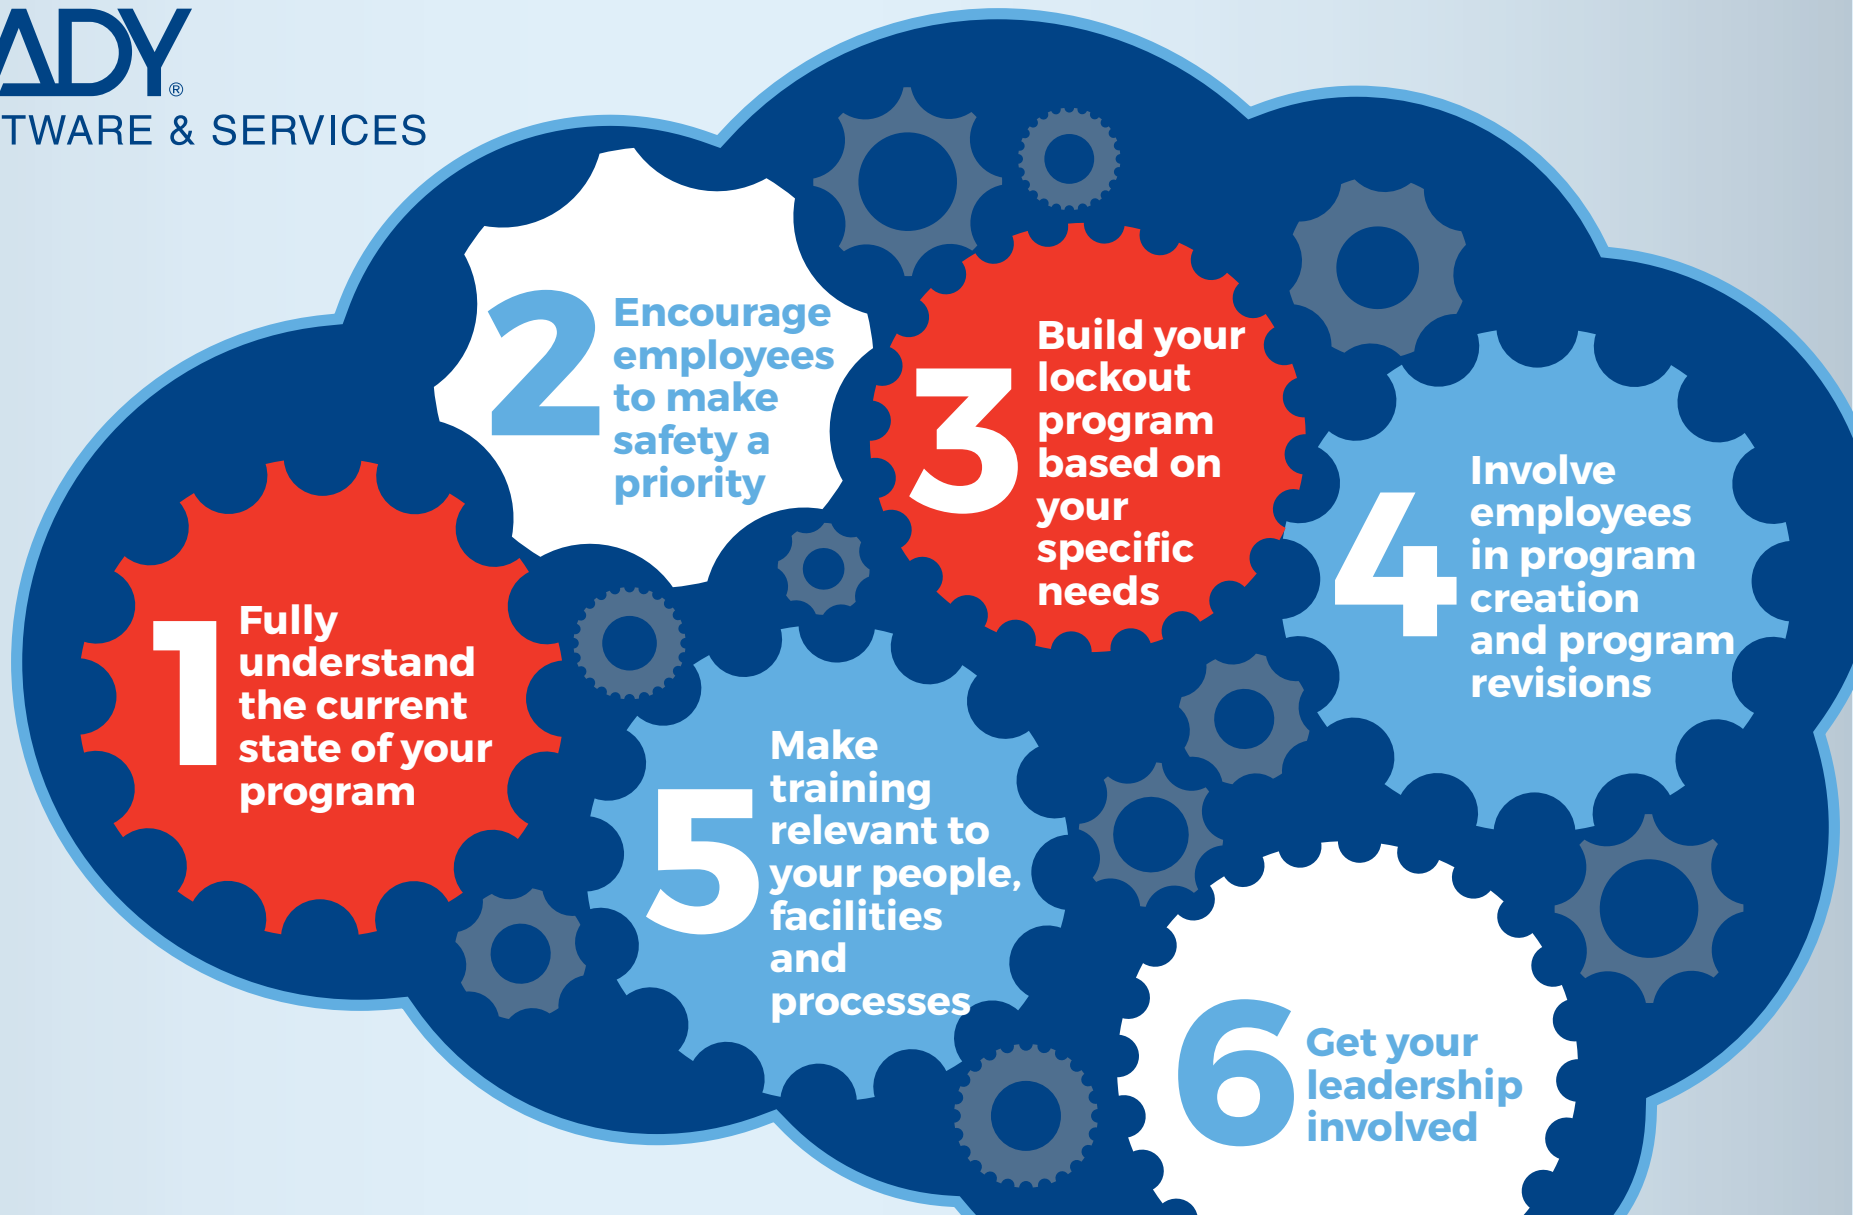 ADY®
TWARE & SERVICES
1
Fully
understand
the current
state of your
program
2
Encourage
employees
to make
safety a
priority
3
Build your
lockout
program
based on
your
specific
needs
4
Involve
employees
in program
creation
and program
revisions
5
Make
training
relevant to
your people,
facilities
and
processes
6
Get your
leadership
involved